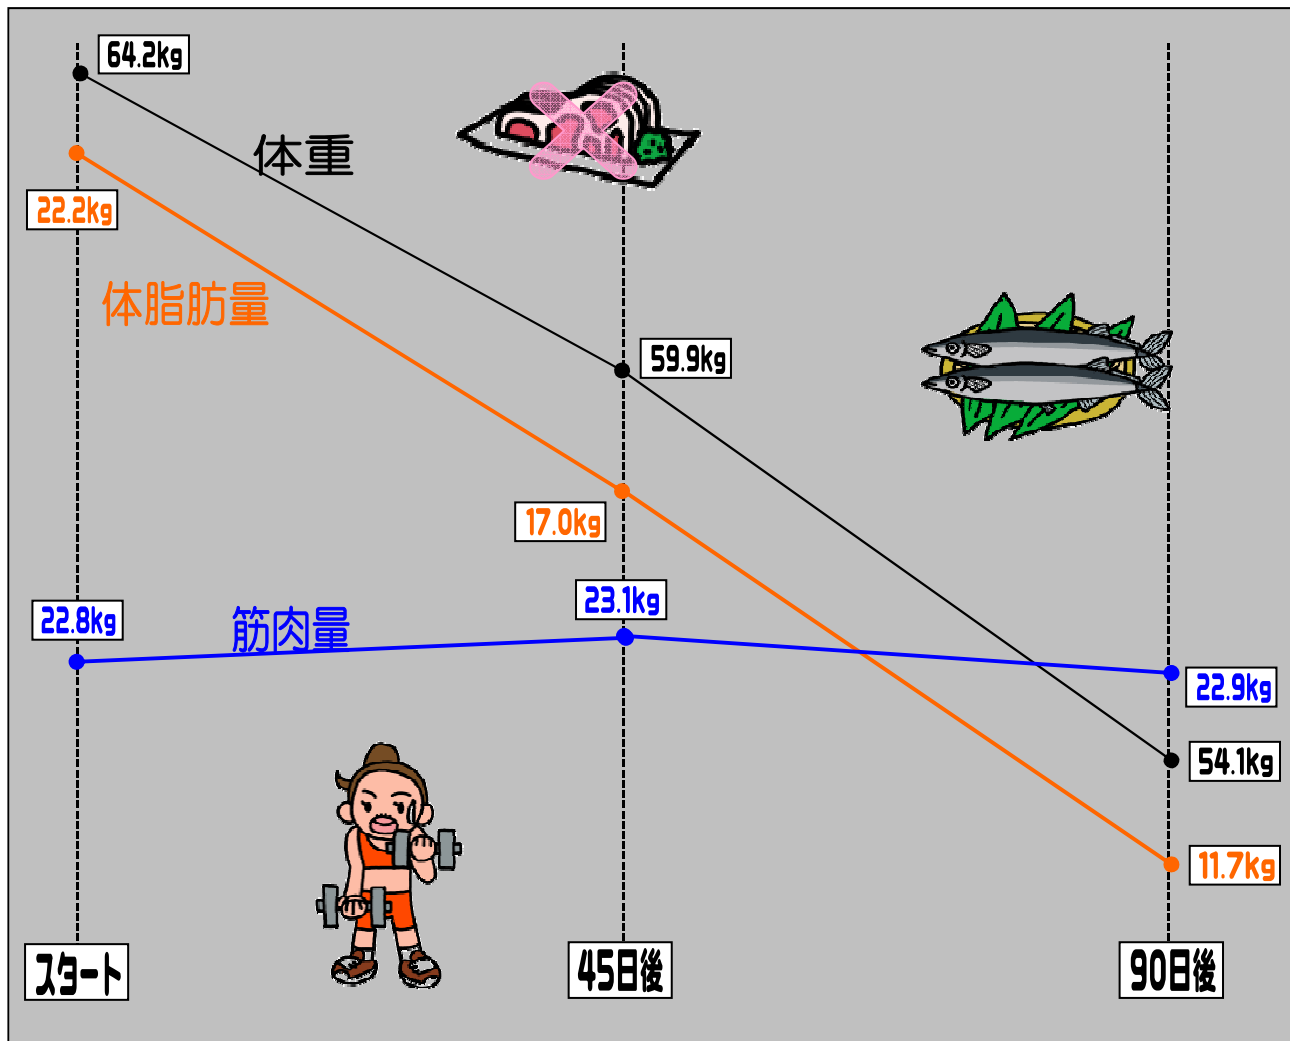 64.2kg
体重
22.2kg
体脂肪量
59.9kg
17.0kg
23.1kg
22.8kg
筋肉量
22.9kg
54.1kg
11.7kg
スタート
45日後
90日後